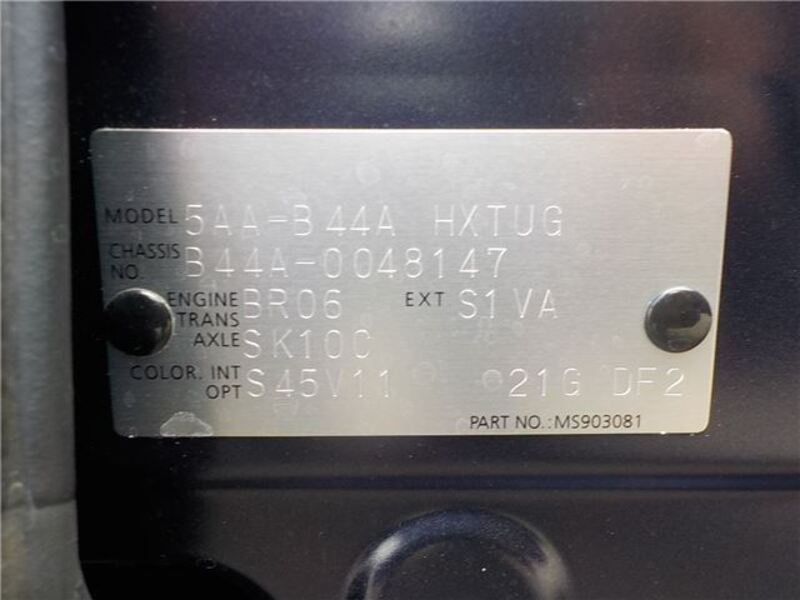 MODEL 5AA-B44A HXTUG
CHASSIS NO. B44A-0048147
ENGINE BR06 EXT S1VA
TRANS AXLE SK10C
COLOR. INT OPT S45V11 21G DF2
PART NO.:MS903081